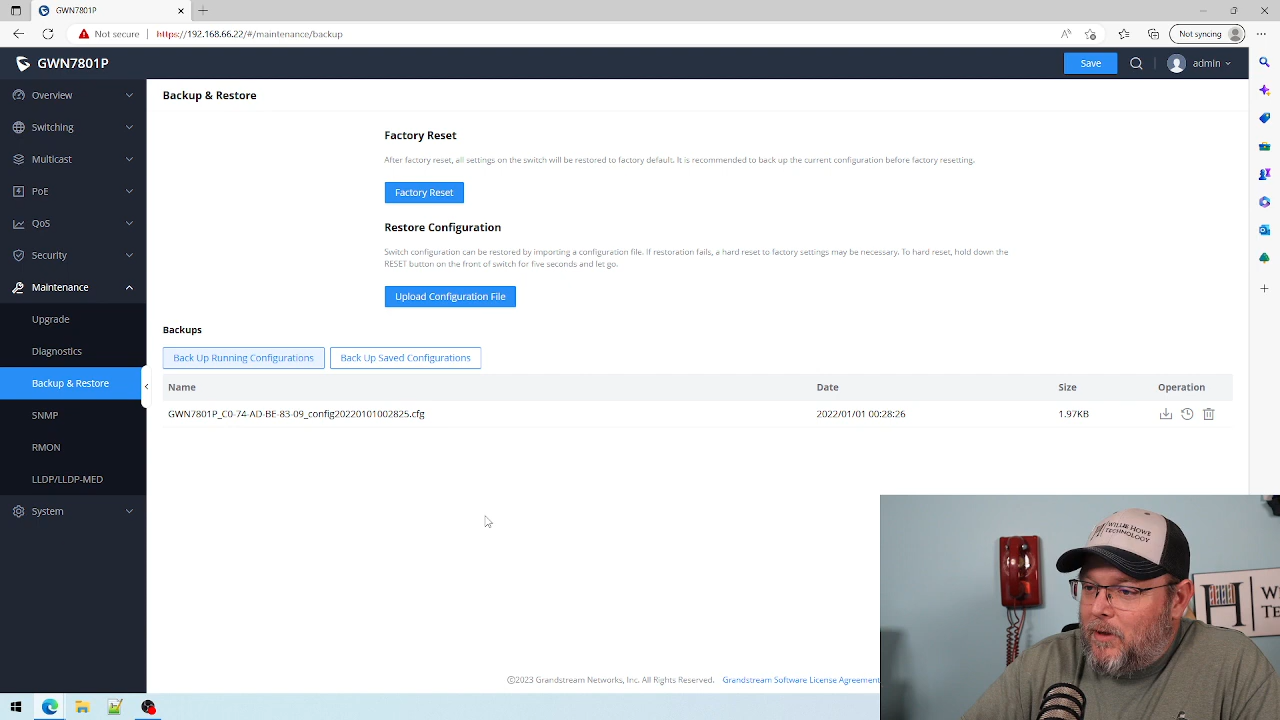 GWN7801P
Not secure
https://192.168.66.22/#/maintenance/backup
Not syncing
GWN7801P
Save
admin
Overview
Switching
Multicast
PoE
QoS
Security
Maintenance
Upgrade
Diagnostics
Backup & Restore
SNMP
RMON
LLDP/LLDP-MED
System
Backup & Restore
Factory Reset
After factory reset, all settings on the switch will be restored to factory default. It is recommended to back up the current configuration before factory resetting.
Factory Reset
Restore Configuration
Switch configuration can be restored by importing a configuration file. If restoration fails, a hard reset to factory settings may be necessary. To hard reset, hold down the
RESET button on the front of switch for five seconds and let go.
Upload Configuration File
Backups
Back Up Running Configurations Back Up Saved Configurations
Name Date Size Operation
GWN7801P_C0-74-AD-BE-83-09_config20220101002825.cfg 2022/01/01 00:28:26 1.97KB
©2023 Grandstream Networks, Inc. All Rights Reserved. Grandstream Software License Agreement
WILLIE HOWE
TECHNOLOGY